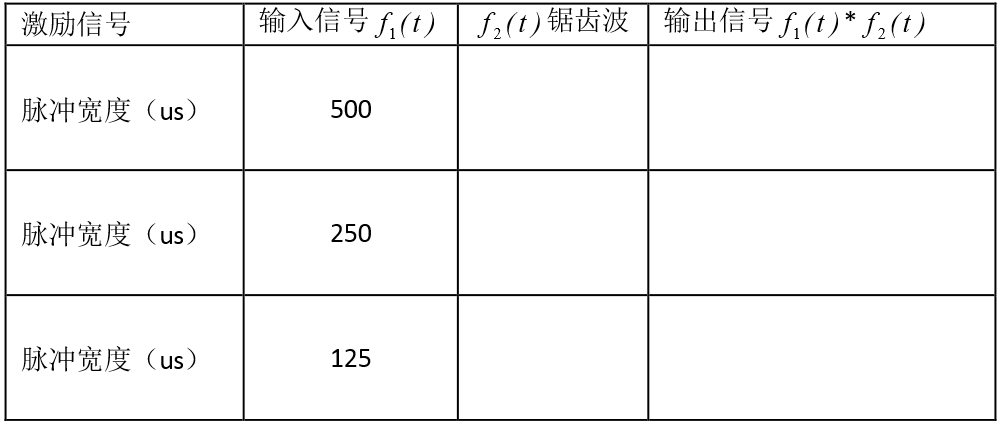 激励信号 输入信号 f₁(t) f₂(t)锯齿波 输出信号 f₁(t)*f₂(t)
脉冲宽度（us） 500
脉冲宽度（us） 250
脉冲宽度（us） 125